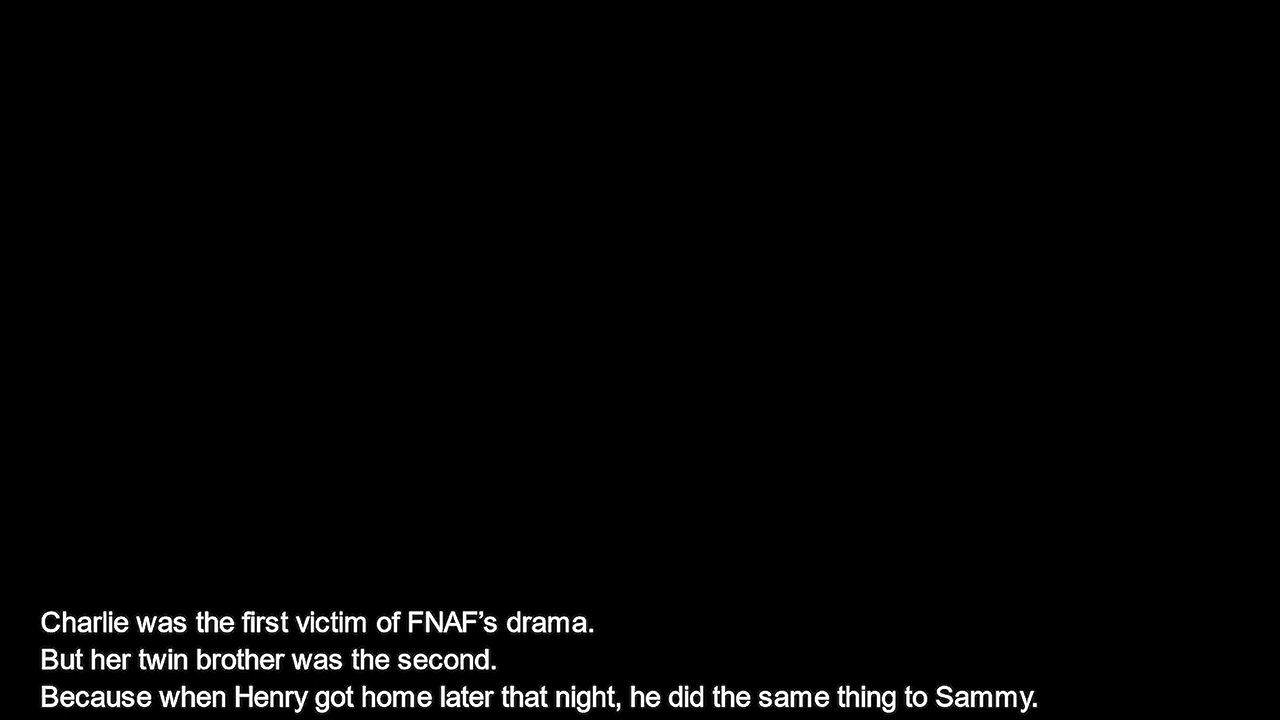 Charlie was the first victim of FNAF’s drama.
But her twin brother was the second.
Because when Henry got home later that night, he did the same thing to Sammy.